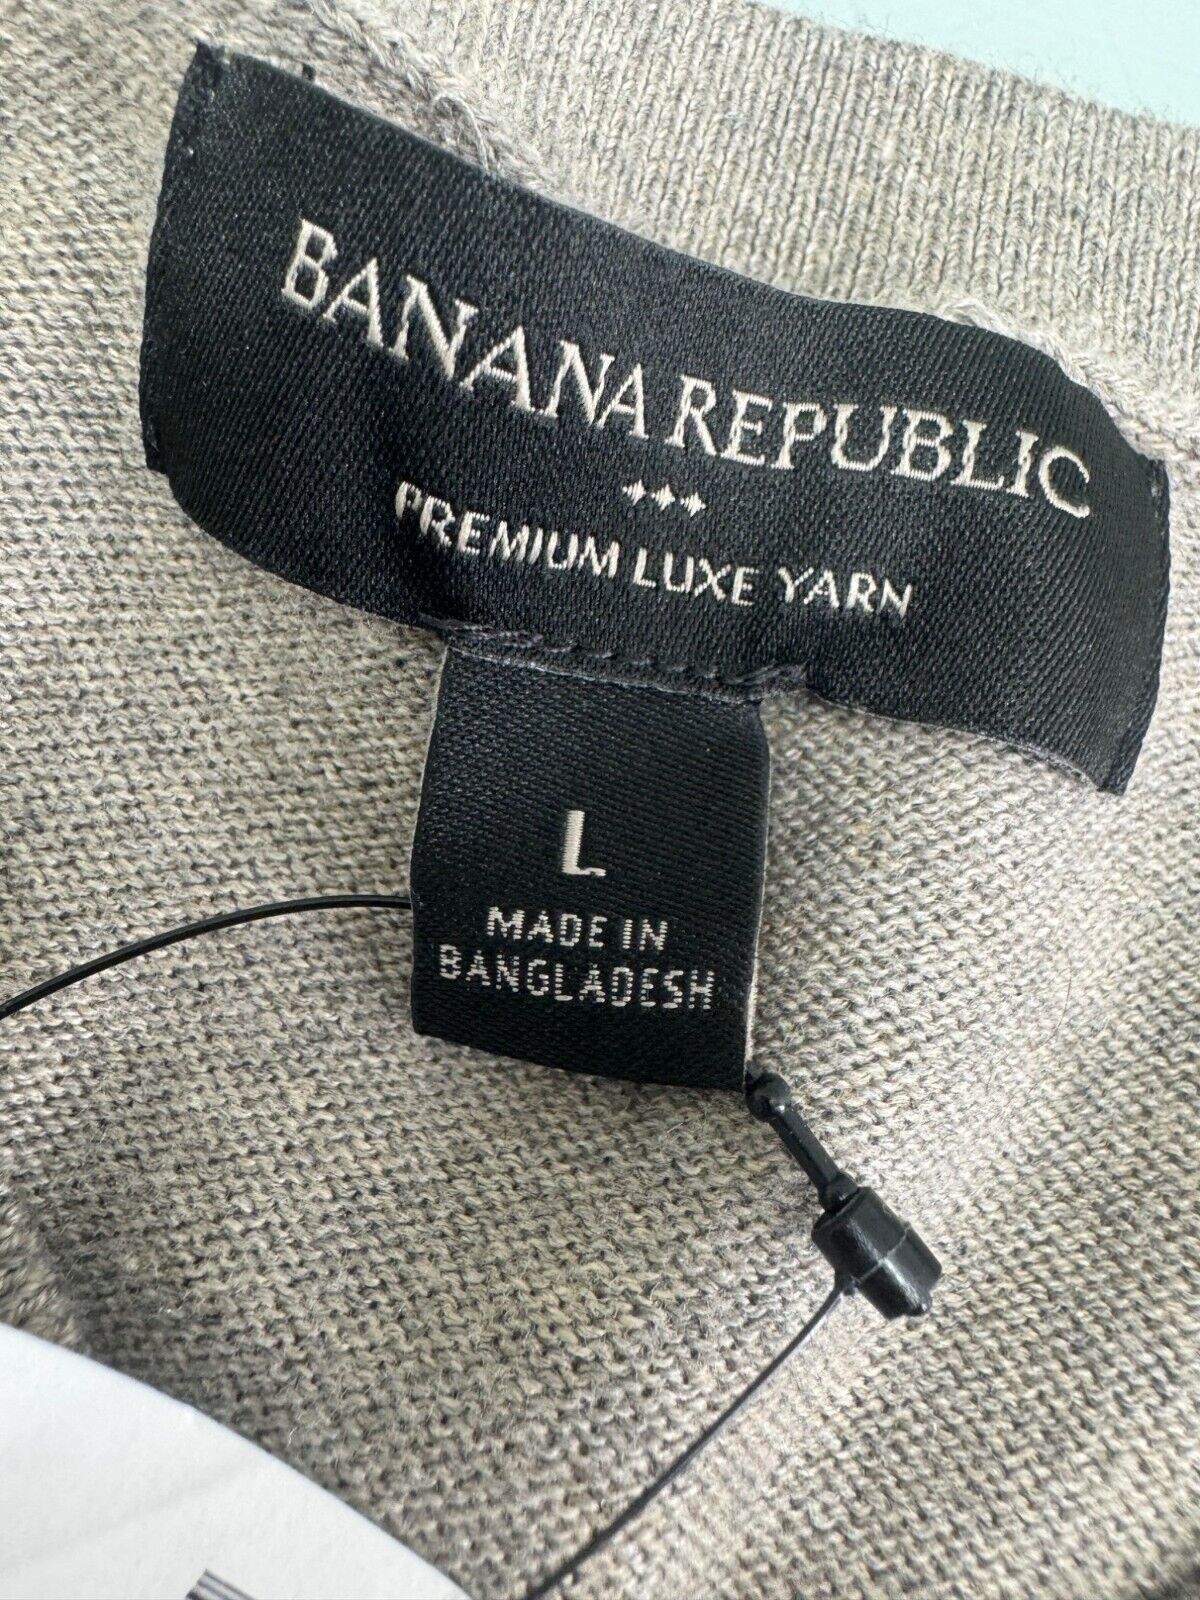 BANANA REPUBLIC
PREMIUM LUXE YARN
L
MADE IN
BANGLADESH